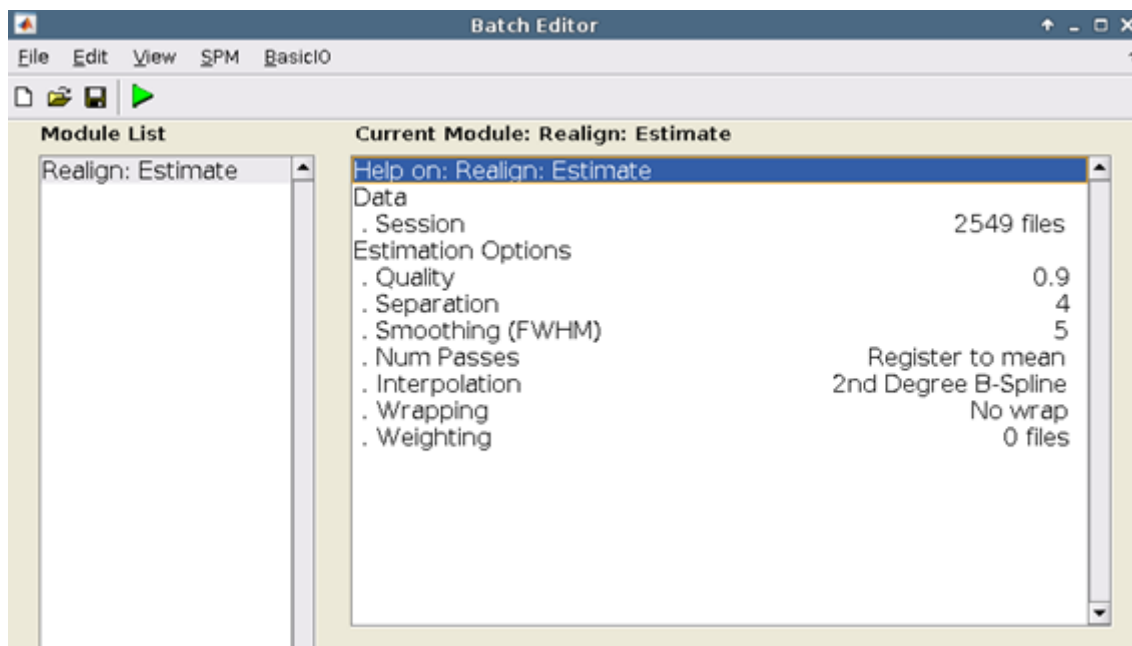 Batch Editor
File Edit View SPM BasicIO
Module List
Realign: Estimate
Current Module: Realign: Estimate
Help on: Realign: Estimate
Data
. Session 2549 files
Estimation Options
. Quality 0.9
. Separation 4
. Smoothing (FWHM) 5
. Num Passes Register to mean
. Interpolation 2nd Degree B-Spline
. Wrapping No wrap
. Weighting 0 files